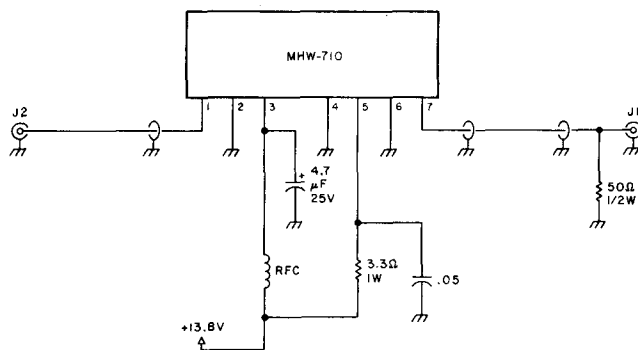 MHW-710
J2
1
2
3
4
5
6
7
J1
+ 4.7
µF
25V
50Ω
1/2W
RFC
3.3Ω
1W
.05
+13.8V